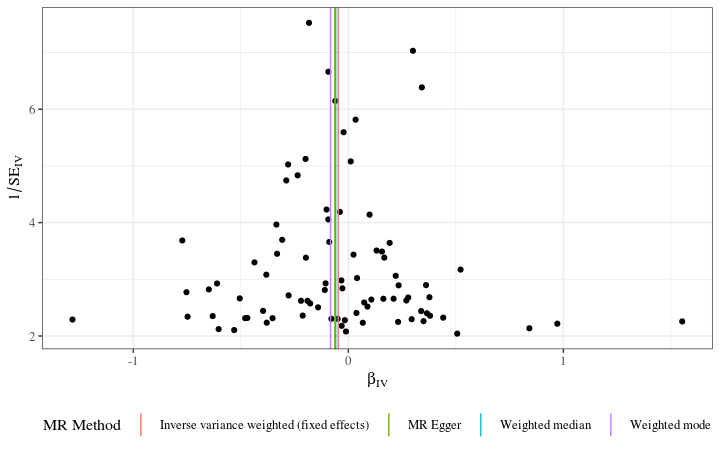 6
4
2
1/SE_IV
-1 0 1
β_IV
MR Method Inverse variance weighted (fixed effects) MR Egger Weighted median Weighted mode